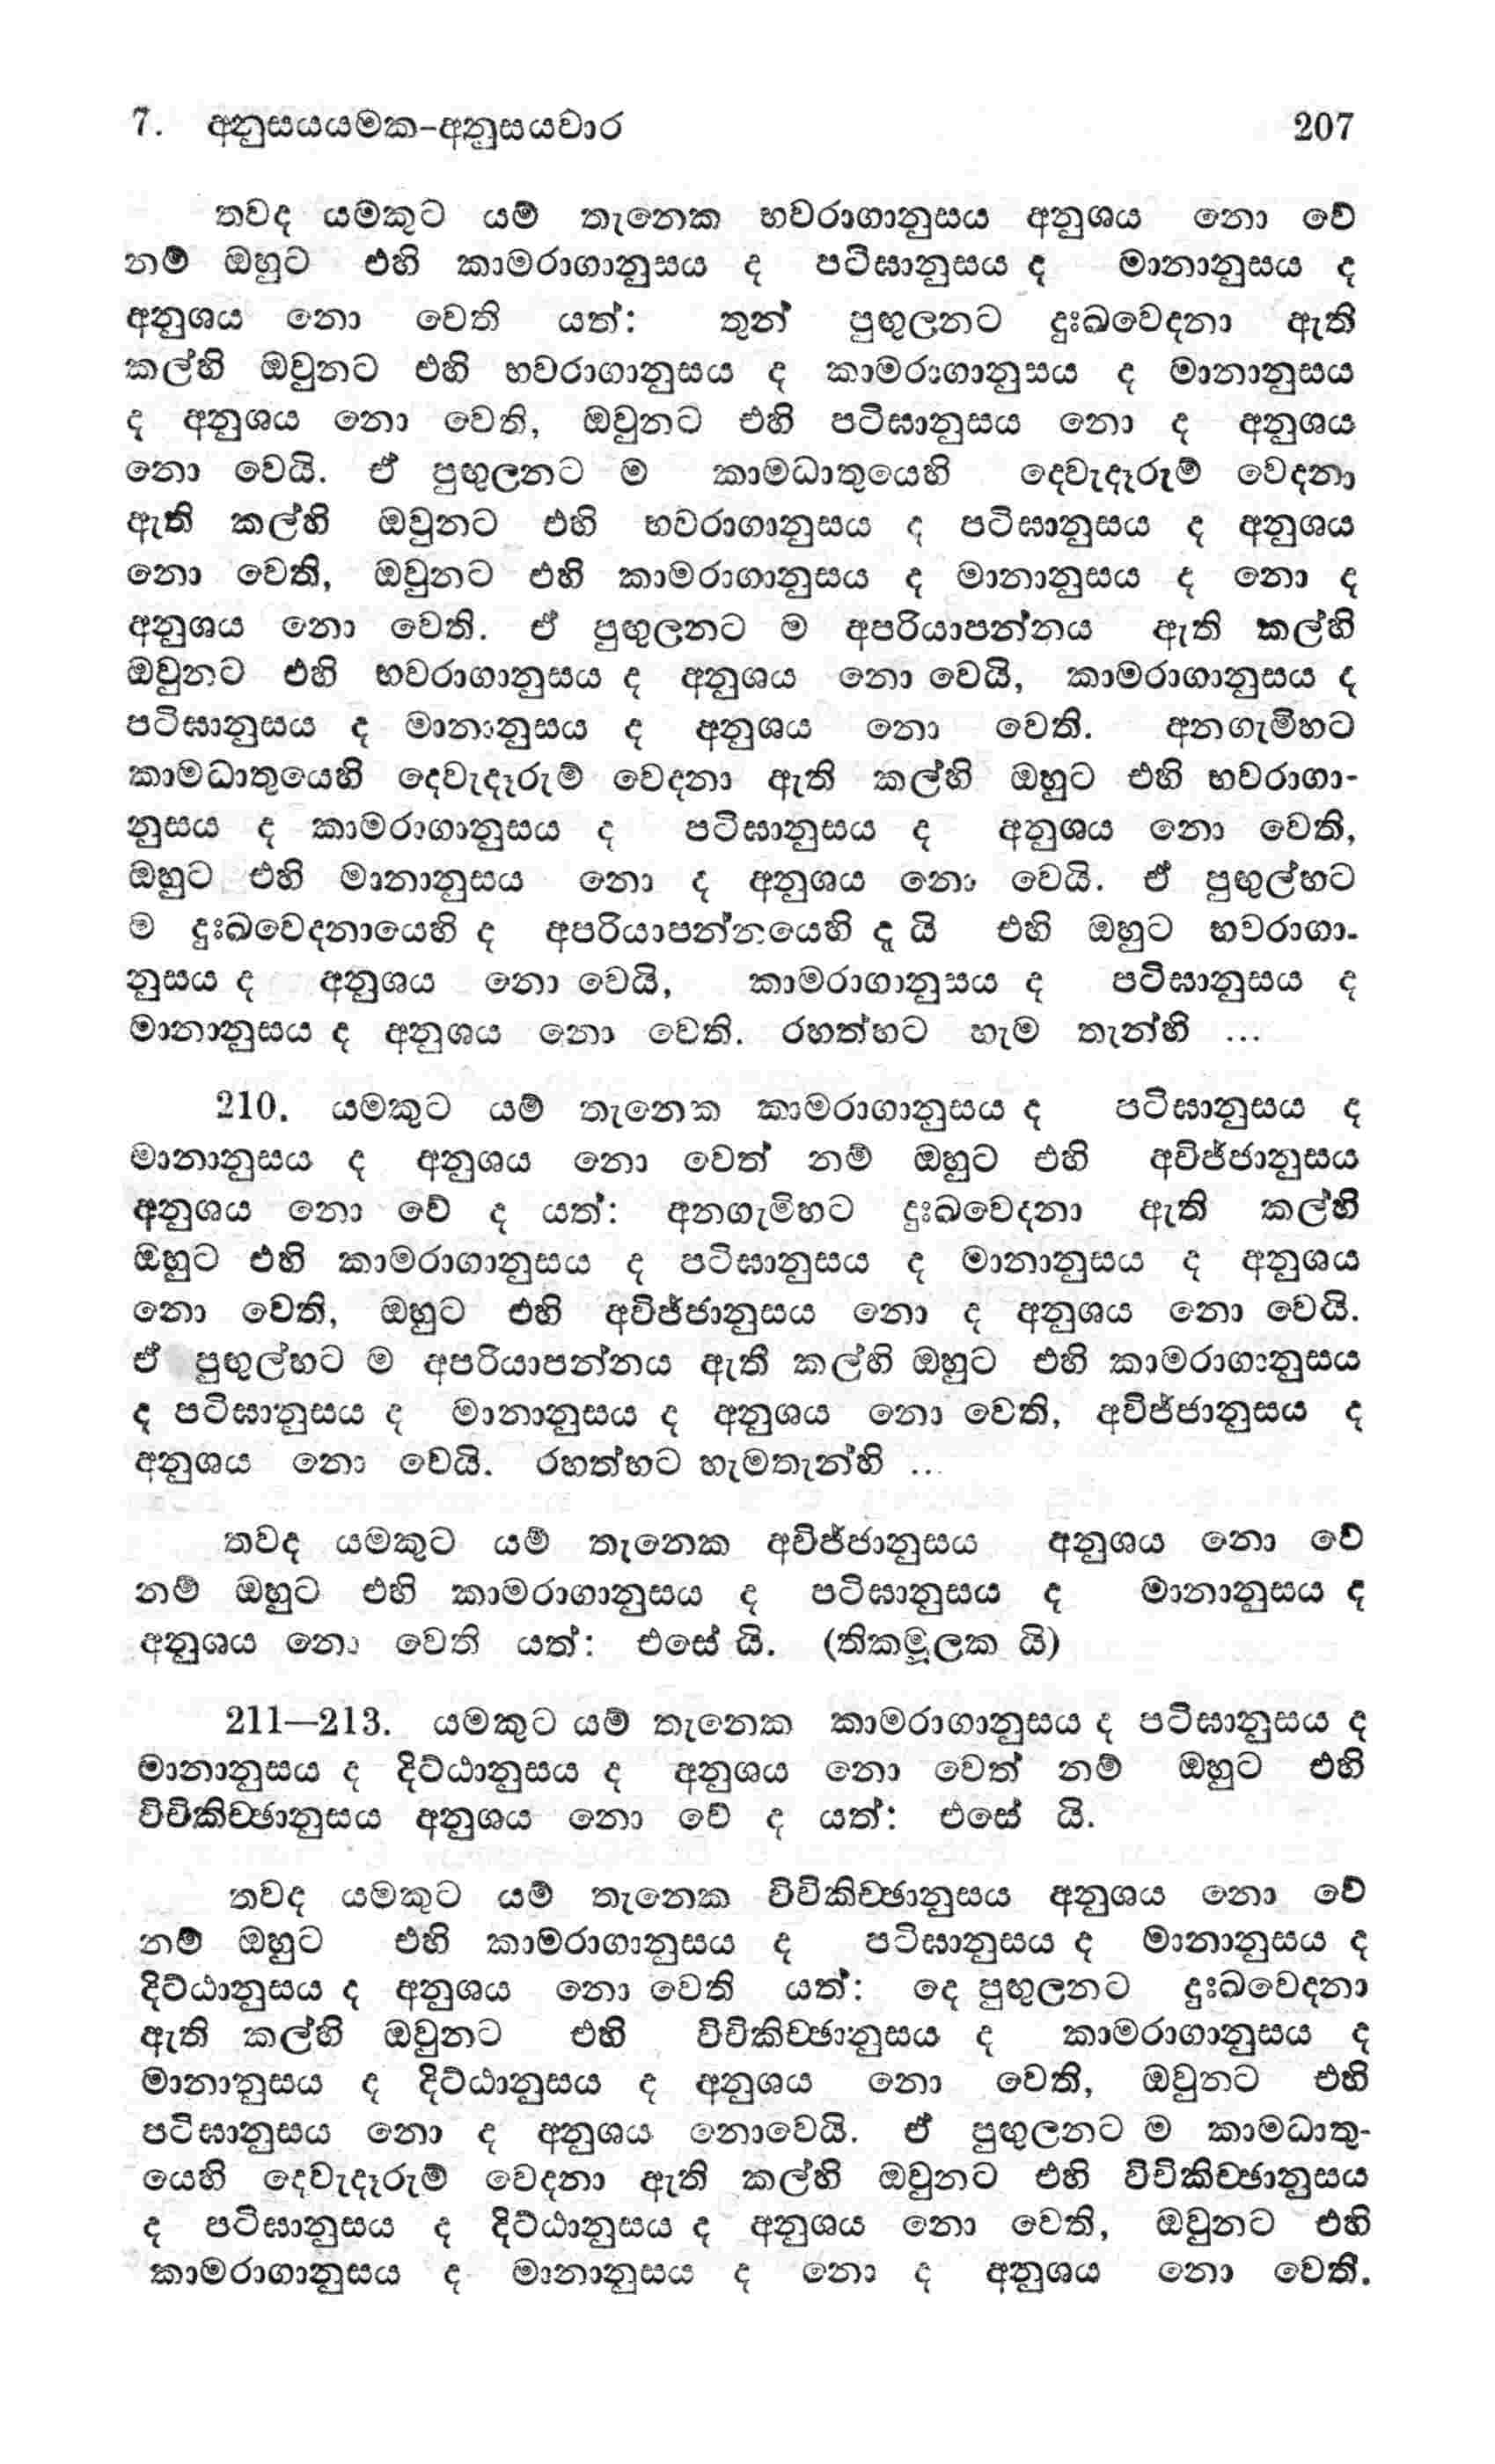 7. අනුසයයමක-අනුසයවාර 207
තවද යමකුට යම් තැනෙක භවරාගානුසය අනුශය නො වේ
නම් ඔහුට එහි කාමරාගානුසය ද පටිඝානුසය ද මානානුසය ද
අනුශය නො වෙති යත්: තුන් පුඟුලනට දුඃඛවෙදනා ඇති
කල්හි ඔවුනට එහි භවරාගානුසය ද කාමරාගානුසය ද මානානුසය
ද අනුශය නො වෙති, ඔවුනට එහි පටිඝානුසය නො ද අනුශය
නො වෙයි. ඒ පුඟුලනට ම කාමධාතුයෙහි දෙවැදෑරුම් වෙදනා
ඇති කල්හි ඔවුනට එහි භවරාගානුසය ද පටිඝානුසය ද අනුශය
නො වෙති, ඔවුනට එහි කාමරාගානුසය ද මානානුසය ද නො ද
අනුශය නො වෙති. ඒ පුඟුලනට ම අපරියාපන්නය ඇති කල්හි
ඔවුනට එහි භවරාගානුසය ද අනුශය නො වෙයි, කාමරාගානුසය ද
පටිඝානුසය ද මානානුසය ද අනුශය නො වෙති. අනගැමිහට
කාමධාතුයෙහි දෙවැදෑරුම් වෙදනා ඇති කල්හි ඔහුට එහි භවරාගා-
නුසය ද කාමරාගානුසය ද පටිඝානුසය ද අනුශය නො වෙති,
ඔහුට එහි මානානුසය නො ද අනුශය නො වෙයි. ඒ පුඟුල්හට
ම දුඃඛවෙදනායෙහි ද අපරියාපන්නයෙහි දැ යි එහි ඔහුට භවරාගා-
නුසය ද අනුශය නො වෙයි, කාමරාගානුසය ද පටිඝානුසය ද
මානානුසය ද අනුශය නො වෙති. රහත්හට හැම තැන්හි ...
210. යමකුට යම් තැනෙක කාමරාගානුසය ද පටිඝානුසය ද
මානානුසය ද අනුශය නො වෙත් නම් ඔහුට එහි අවිජ්ජානුසය
අනුශය නො වේ ද යත්: අනගැමිහට දුඃඛවෙදනා ඇති කල්හි
ඔහුට එහි කාමරාගානුසය ද පටිඝානුසය ද මානානුසය ද අනුශය
නො වෙති, ඔහුට එහි අවිජ්ජානුසය නො ද අනුශය නො වෙයි.
ඒ පුඟුල්හට ම අපරියාපන්නය ඇති කල්හි ඔහුට එහි කාමරාගානුසය
ද පටිඝානුසය ද මානානුසය ද අනුශය නො වෙති, අවිජ්ජානුසය ද
අනුශය නො වෙයි. රහත්හට හැමතැන්හි ...
තවද යමකුට යම් තැනෙක අවිජ්ජානුසය අනුශය නො වේ
නම් ඔහුට එහි කාමරාගානුසය ද පටිඝානුසය ද මානානුසය ද
අනුශය නො වෙති යත්: එසේ යි. (තිකමූලක යි)
211—213. යමකුට යම් තැනෙක කාමරාගානුසය ද පටිඝානුසය ද
මානානුසය ද දිට්ඨානුසය ද අනුශය නො වෙත් නම් ඔහුට එහි
විචිකිච්ඡානුසය අනුශය නො වේ ද යත්: එසේ යි.
තවද යමකුට යම් තැනෙක විචිකිච්ඡානුසය අනුශය නො වේ
නම් ඔහුට එහි කාමරාගානුසය ද පටිඝානුසය ද මානානුසය ද
දිට්ඨානුසය ද අනුශය නො වෙති යත්: දෙ පුඟුලනට දුඃඛවෙදනා
ඇති කල්හි ඔවුනට එහි විචිකිච්ඡානුසය ද කාමරාගානුසය ද
මානානුසය ද දිට්ඨානුසය ද අනුශය නො වෙති, ඔවුනට එහි
පටිඝානුසය නො ද අනුශය නොවෙයි. ඒ පුඟුලනට ම කාමධාතු-
යෙහි දෙවැදෑරුම් වෙදනා ඇති කල්හි ඔවුනට එහි විචිකිච්ඡානුසය
ද පටිඝානුසය ද දිට්ඨානුසය ද අනුශය නො වෙති, ඔවුනට එහි
කාමරාගානුසය ද මානානුසය ද නො ද අනුශය නො වෙති.